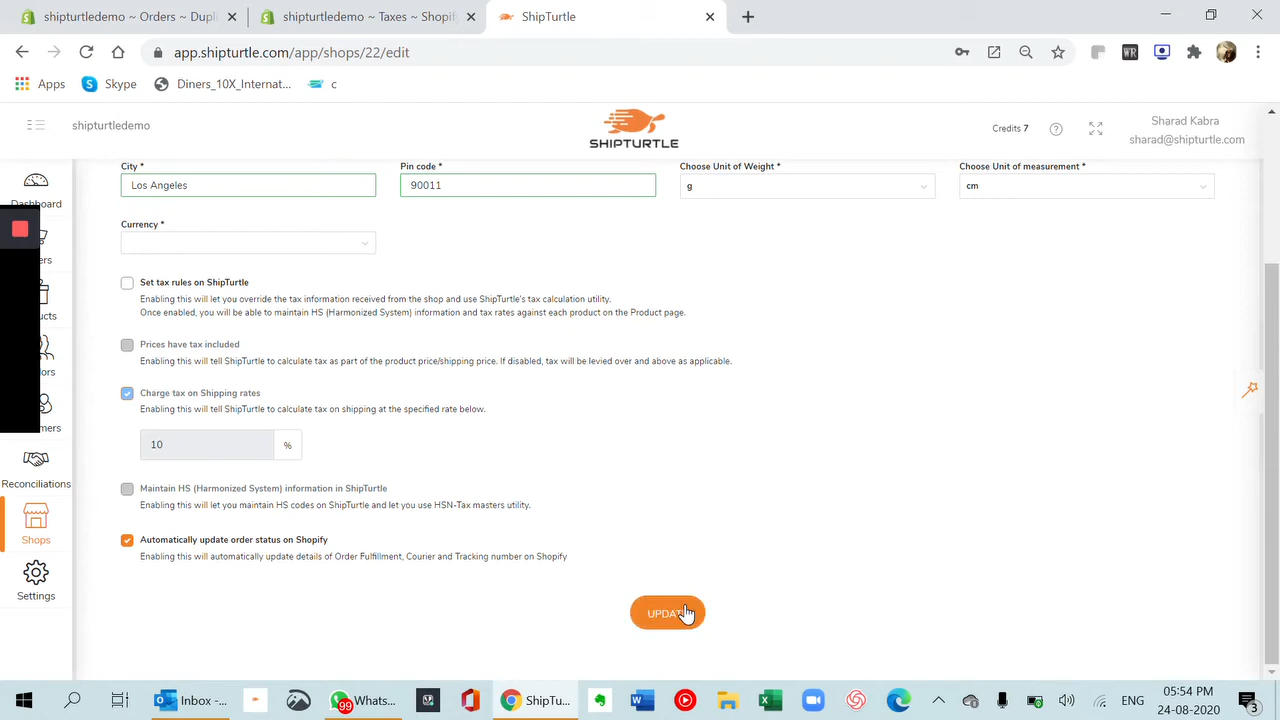 shipturtledemo ~ Orders ~ Dupli
shipturtledemo ~ Taxes ~ Shopify
ShipTurtle
app.shipturtle.com/app/shops/22/edit
Apps
Skype
Diners_10X_Internat...
c
shipturtledemo
SHIPTURTLE
Credits 7
Sharad Kabra
sharad@shipturtle.com
City *
Pin code *
Choose Unit of Weight *
Choose Unit of measurement *
Los Angeles
90011
g
cm
Currency *
Set tax rules on ShipTurtle
Enabling this will let you override the tax information received from the shop and use ShipTurtle's tax calculation utility.
Once enabled, you will be able to maintain HS (Harmonized System) information and tax rates against each product on the Product page.
Prices have tax included
Enabling this will tell ShipTurtle to calculate tax as part of the product price/shipping price. If disabled, tax will be levied over and above as applicable.
Charge tax on Shipping rates
Enabling this will tell ShipTurtle to calculate tax on shipping at the specified rate below.
10
%
Maintain HS (Harmonized System) information in ShipTurtle
Enabling this will let you maintain HS codes on ShipTurtle and let you use HSN-Tax masters utility.
Automatically update order status on Shopify
Enabling this will automatically update details of Order Fulfillment, Courier and Tracking number on Shopify
UPDAT
Dashboard
ers
ucts
dors
mers
Reconciliations
Shops
Settings
WR
Inbox -...
99
Whats...
ShipTu...
ENG
05:54 PM
24-08-2020
3